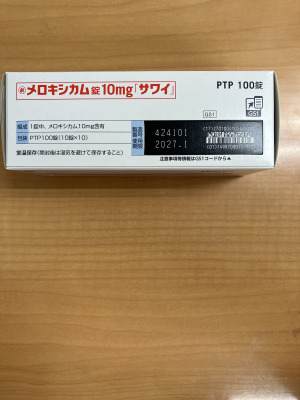 劇 メロキシカム錠10mg「サワイ」
PTP 100錠
GS1
GS1
組成 1錠中、メロキシカム10mg含有
包装 PTP100錠(10錠×10)
製造番号 424101
使用期限 2027.1
室温保存(開封後は湿気を避けて保存すること)
注意事項等情報はGS1コードから▲